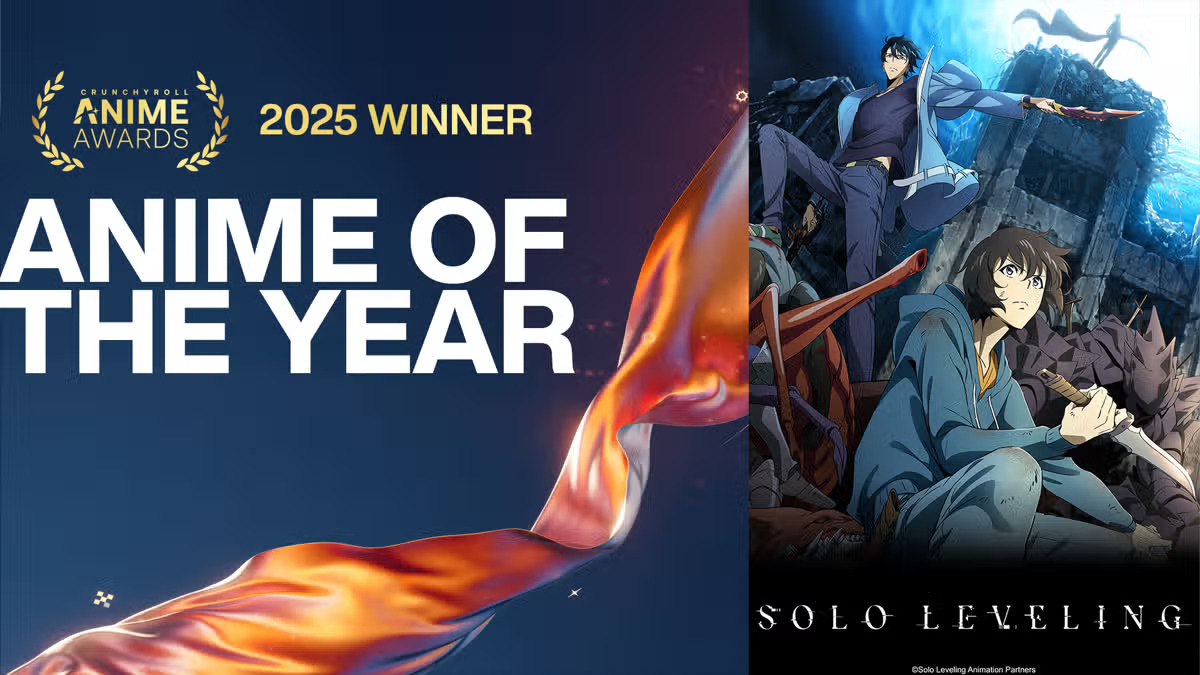 CRUNCHYROLL
ANIME
AWARDS
2025 WINNER
ANIME OF
THE YEAR
SOLO LEVELING
©Solo Leveling Animation Partners